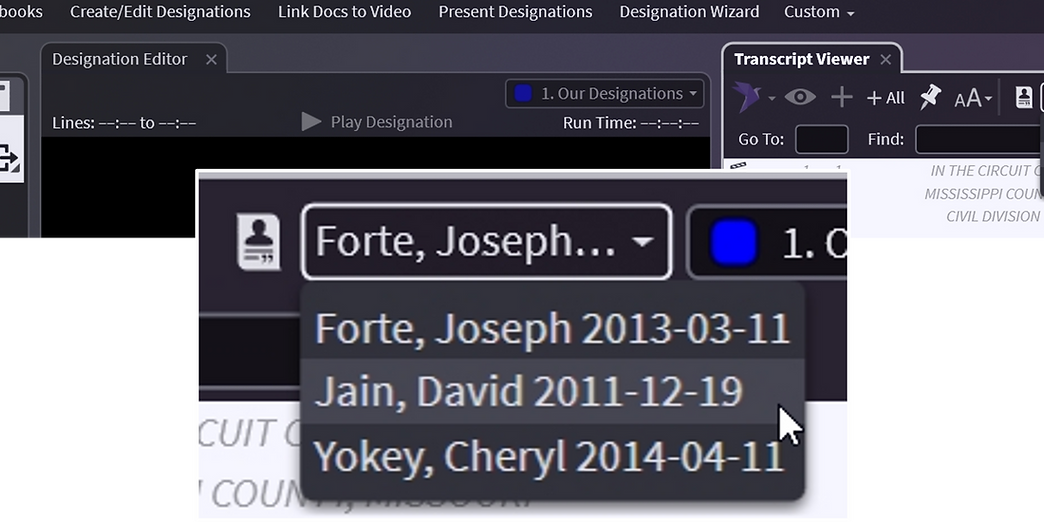 books Create/Edit Designations Link Docs to Video Present Designations Designation Wizard Custom
Designation Editor
Transcript Viewer
1. Our Designations
+ All
AA
Lines: --:-- to --:--
Play Designation
Run Time: --:--:--
Go To:
Find:
IN THE CIRCUIT C
MISSISSIPPI COUN
CIVIL DIVISION
Forte, Joseph...
1. O
Forte, Joseph 2013-03-11
Jain, David 2011-12-19
Yokey, Cheryl 2014-04-11
CUIT C
COUNTY, MISSOURI